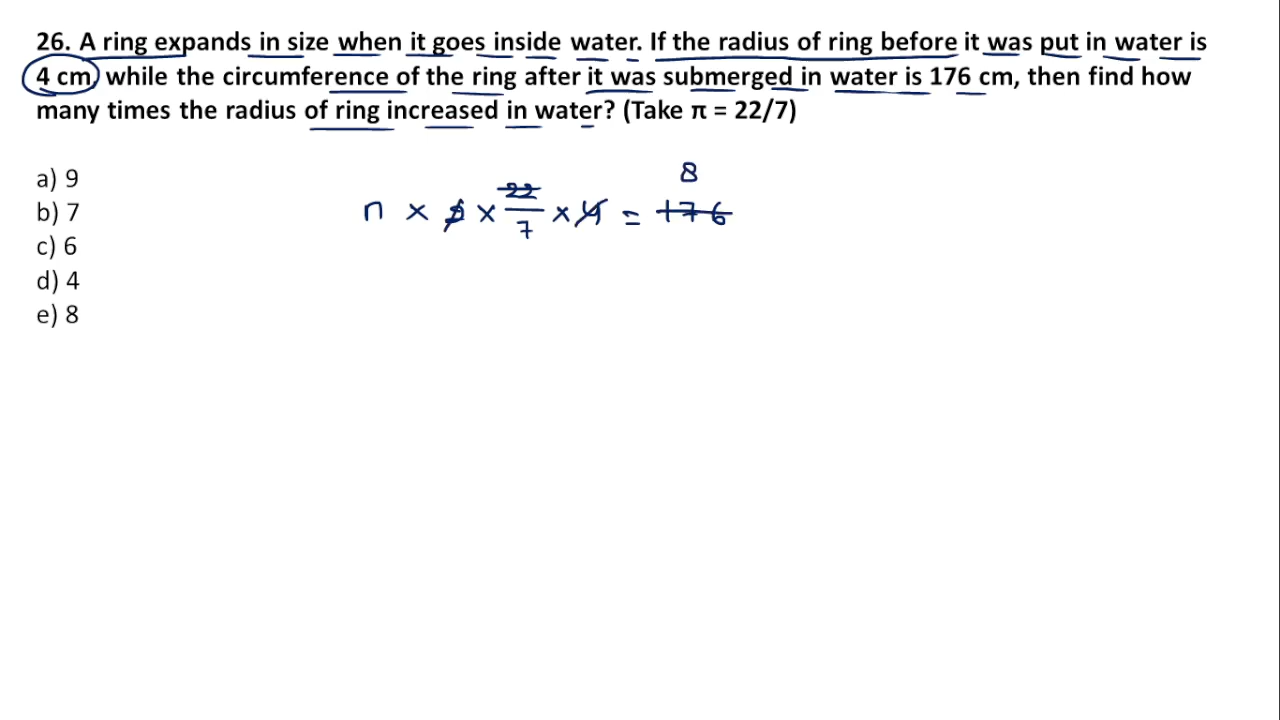 26. A ring expands in size when it goes inside water. If the radius of ring before it was put in water is
4 cm, while the circumference of the ring after it was submerged in water is 176 cm, then find how
many times the radius of ring increased in water? (Take π = 22/7)
a) 9
b) 7
c) 6
d) 4
e) 8
8
n × 2 × 22/7 × 4 = 176